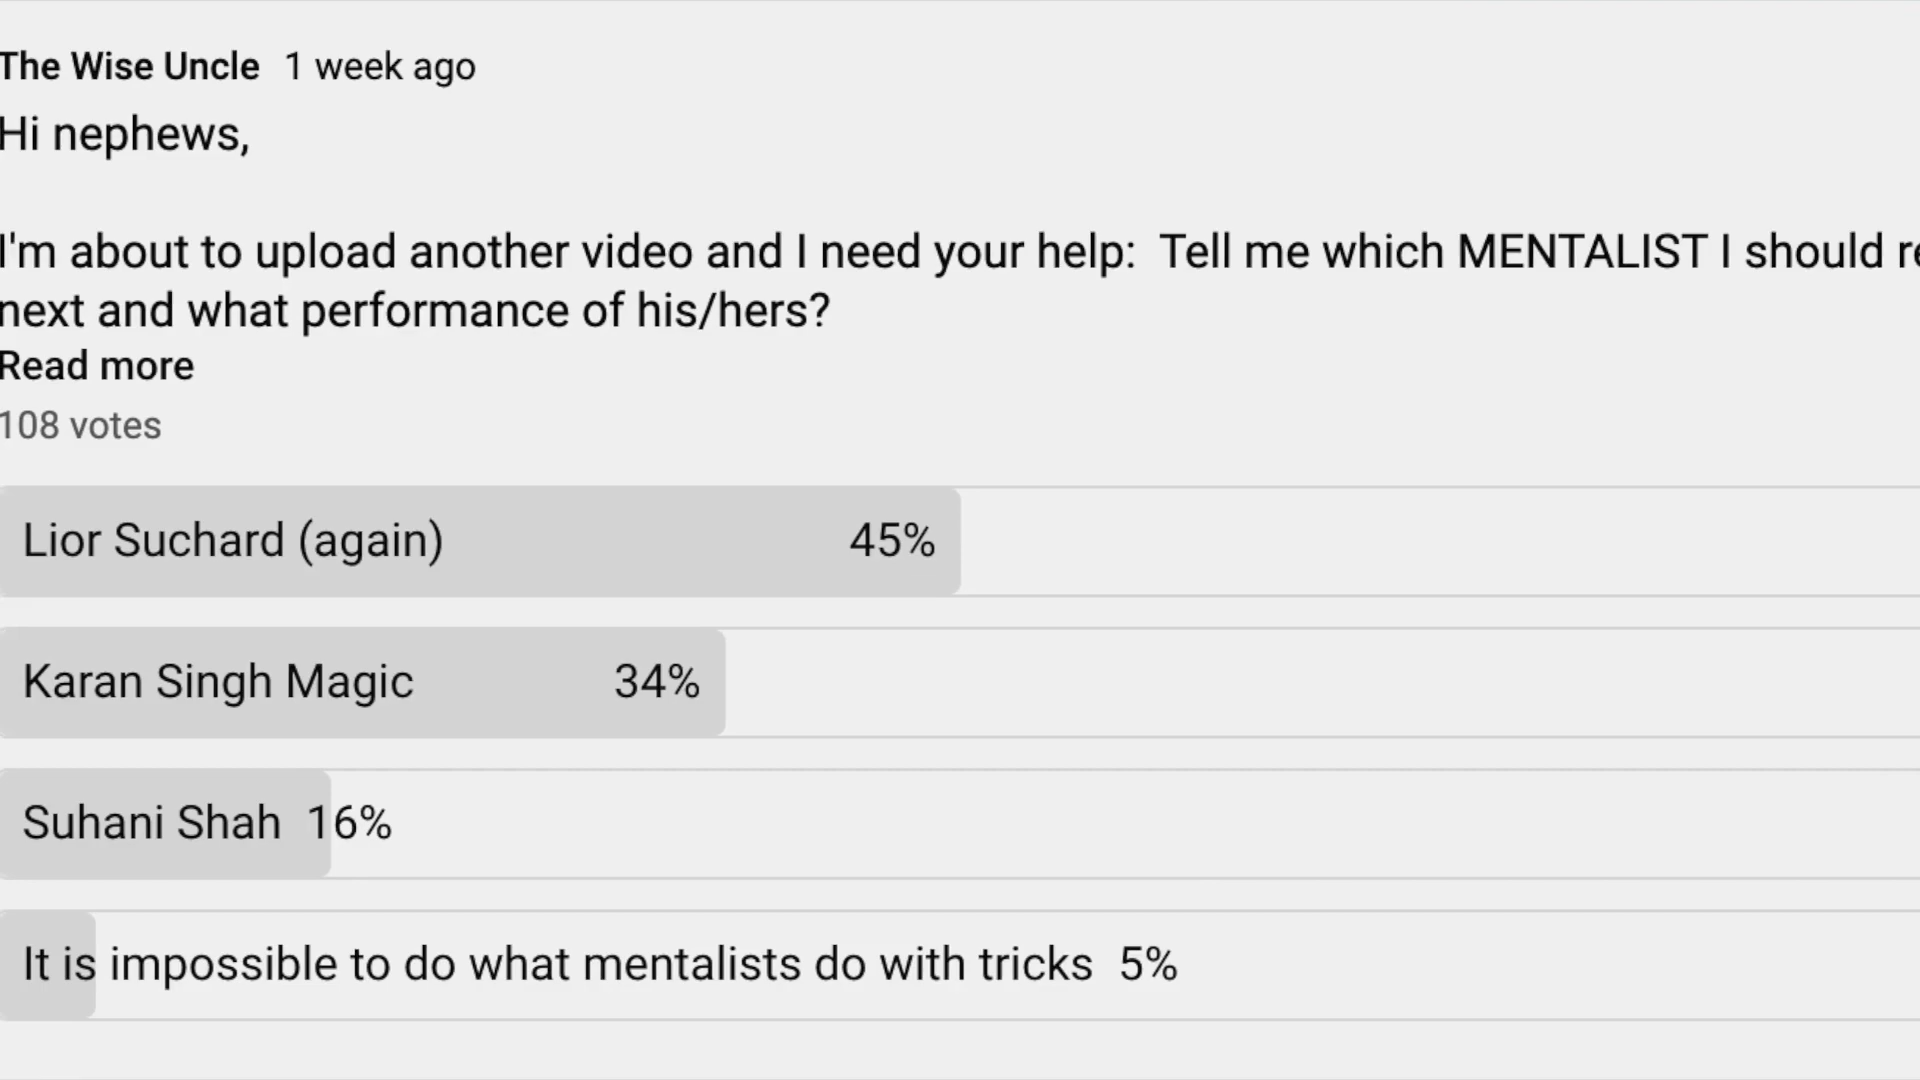 The Wise Uncle 1 week ago
Hi nephews,
I'm about to upload another video and I need your help: Tell me which MENTALIST I should
next and what performance of his/hers?
Read more
108 votes
Lior Suchard (again) 45%
Karan Singh Magic 34%
Suhani Shah 16%
It is impossible to do what mentalists do with tricks 5%